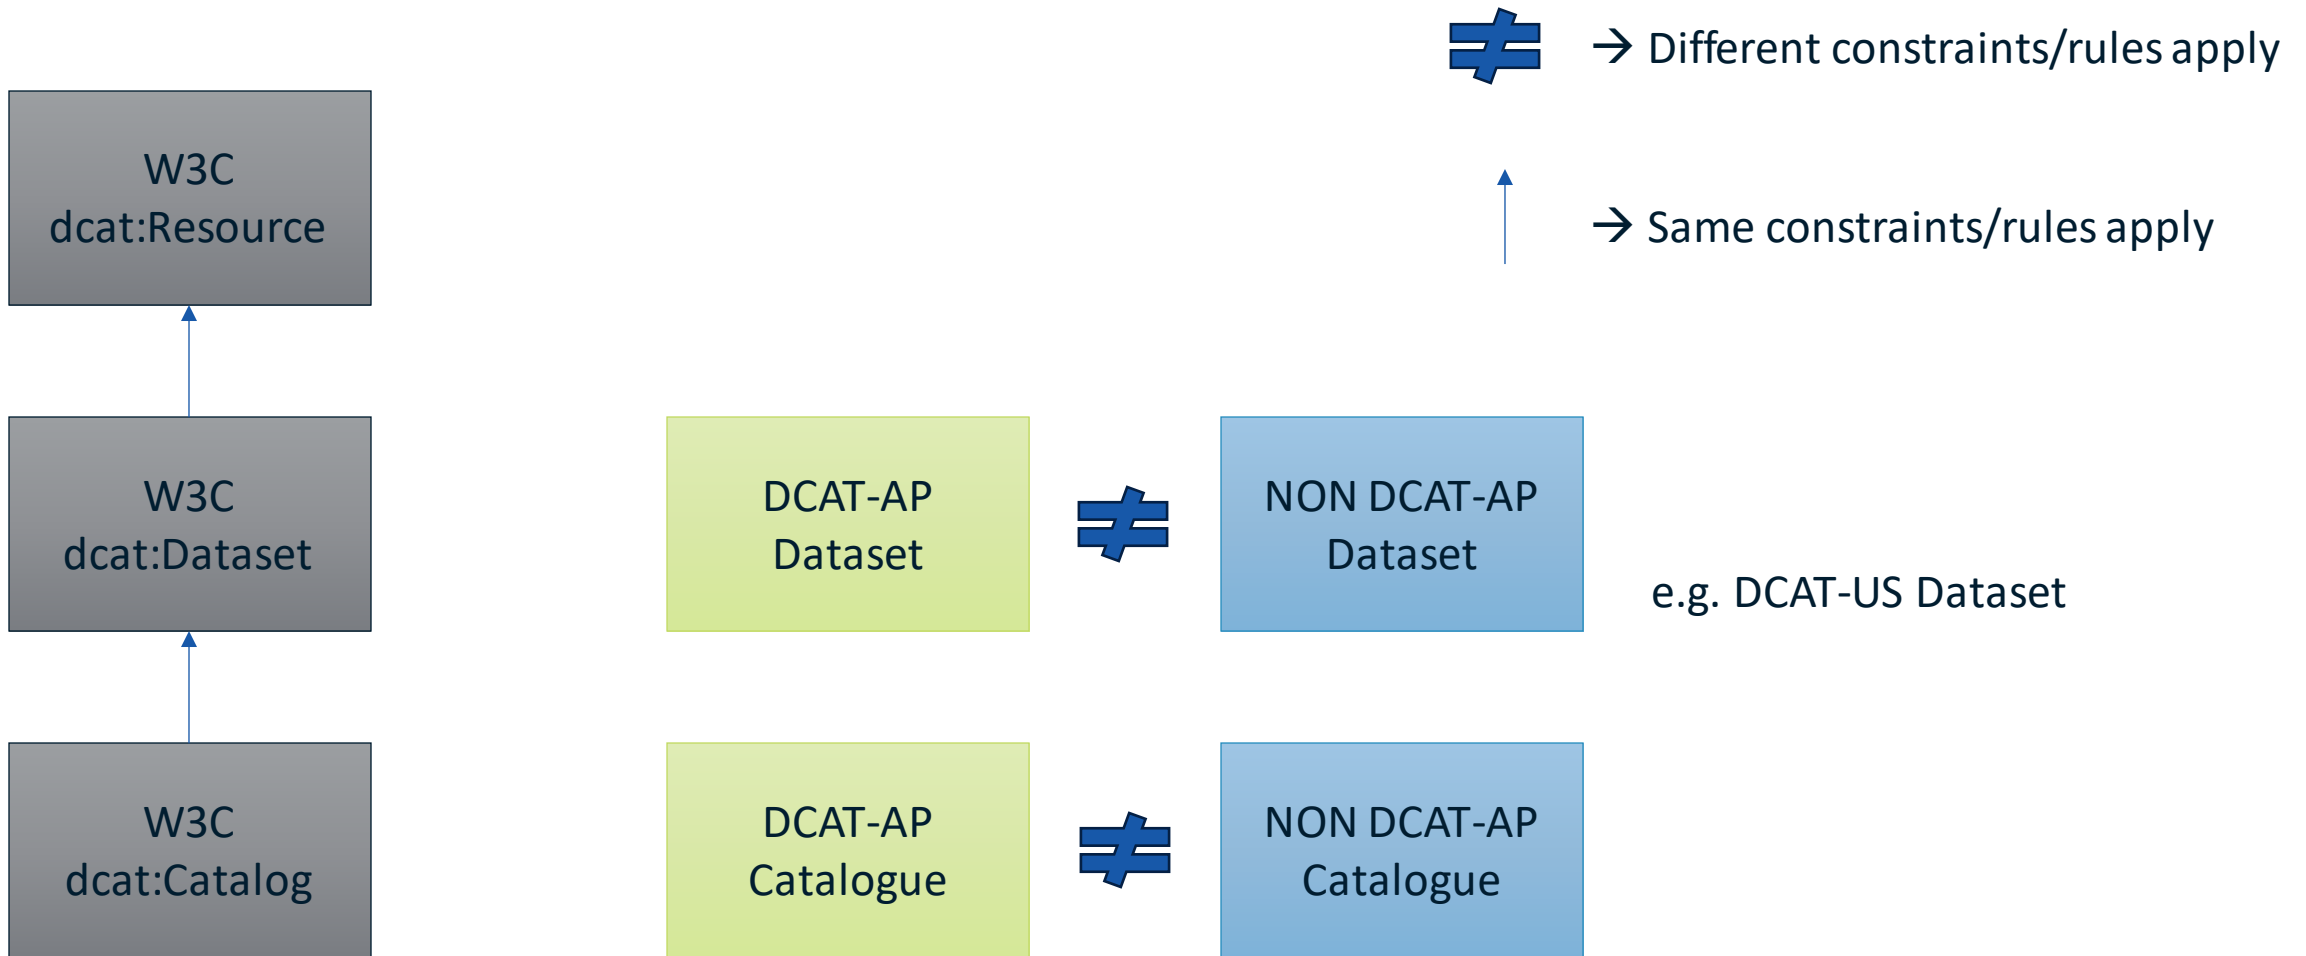 → Different constraints/rules apply
W3C
dcat:Resource
→ Same constraints/rules apply
W3C
dcat:Dataset
DCAT-AP
Dataset
NON DCAT-AP
Dataset
e.g. DCAT-US Dataset
W3C
dcat:Catalog
DCAT-AP
Catalogue
NON DCAT-AP
Catalogue